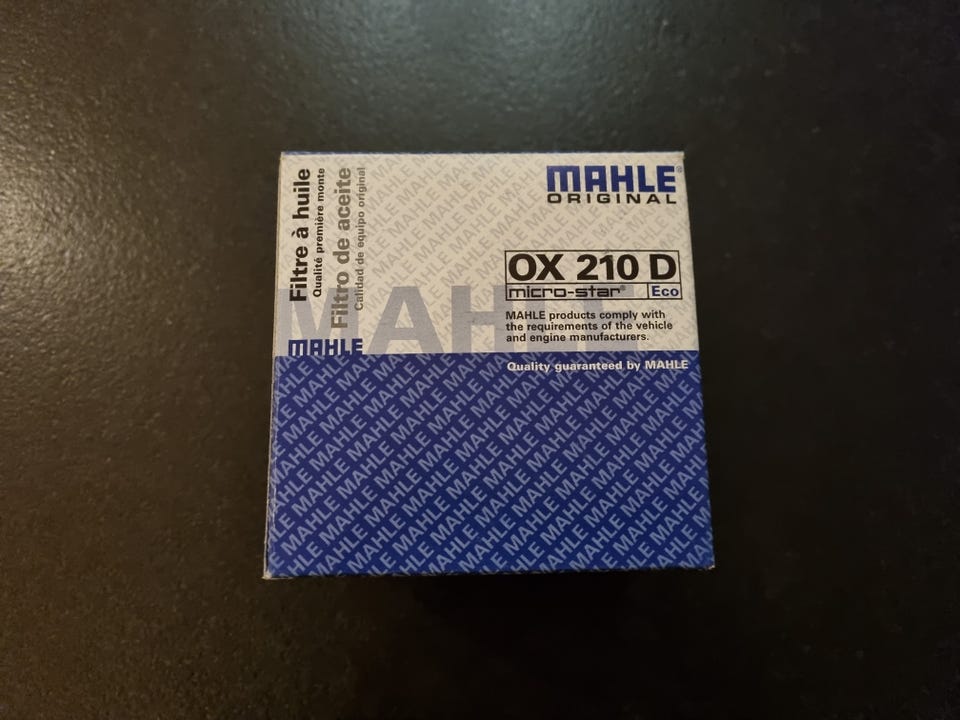 Filtre à huile
Qualité première monte
Filtro de aceite
Calidad de equipo original
MAHLE
MAHLE
MAHLE®
ORIGINAL
OX 210 D
micro-star® Eco
MAHLE products comply with
the requirements of the vehicle
and engine manufacturers.
Quality guaranteed by MAHLE